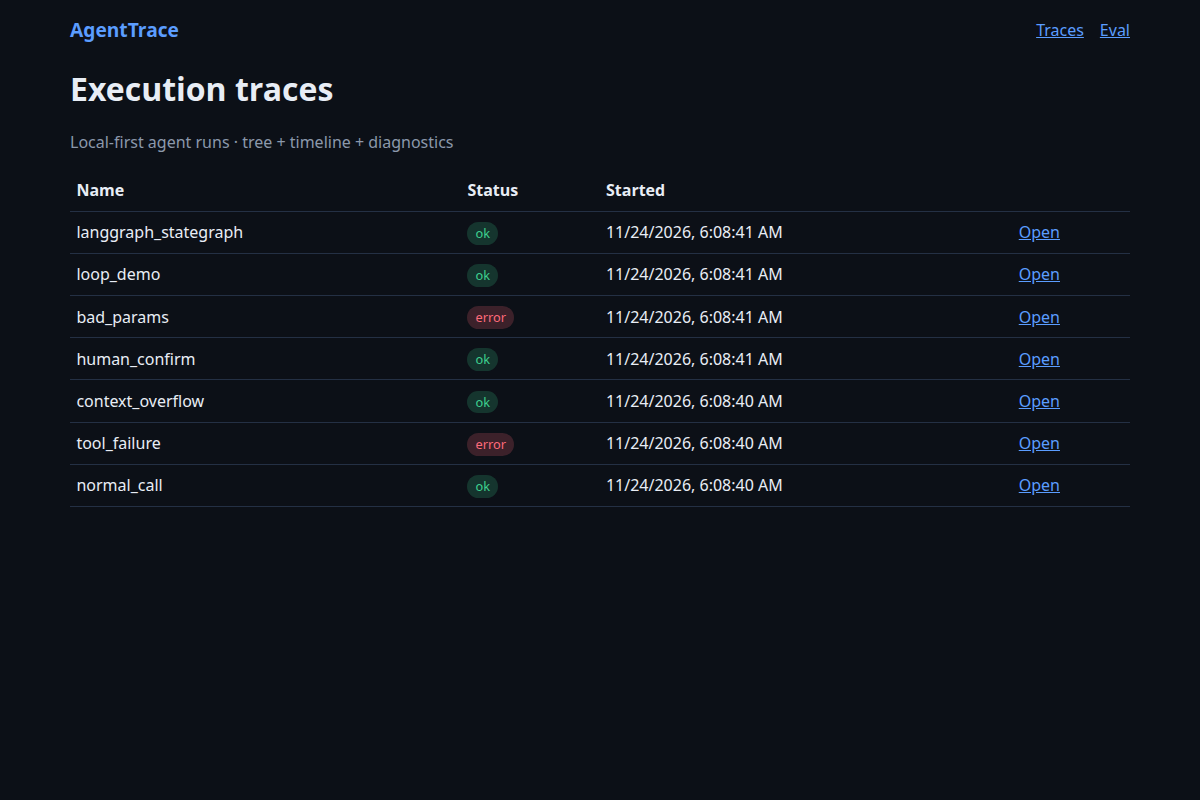 AgentTrace Traces Eval
Execution traces
Local-first agent runs · tree + timeline + diagnostics
Name Status Started
langgraph_stategraph ok 11/24/2026, 6:08:41 AM Open
loop_demo ok 11/24/2026, 6:08:41 AM Open
bad_params error 11/24/2026, 6:08:41 AM Open
human_confirm ok 11/24/2026, 6:08:41 AM Open
context_overflow ok 11/24/2026, 6:08:40 AM Open
tool_failure error 11/24/2026, 6:08:40 AM Open
normal_call ok 11/24/2026, 6:08:40 AM Open